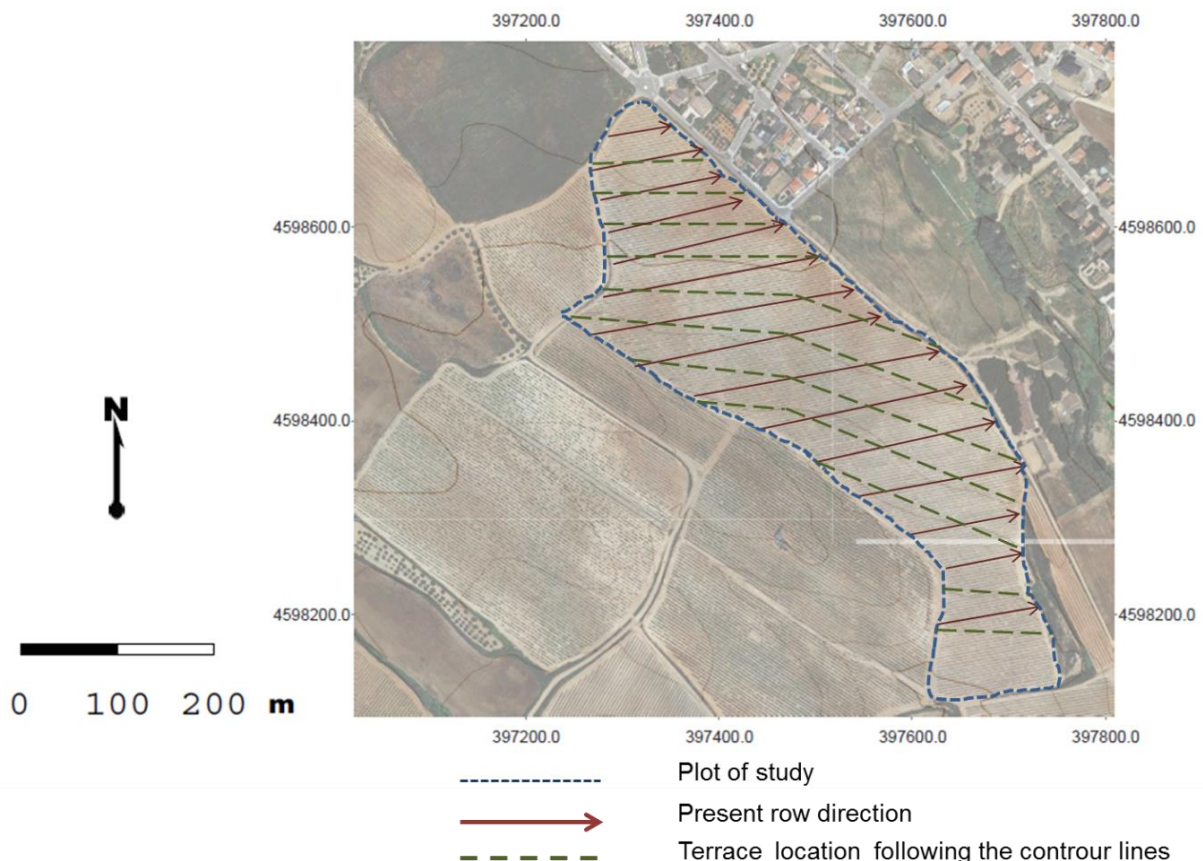 397200.0 397400.0 397600.0 397800.0
4598600.0 4598600.0
N
4598400.0 4598400.0
4598200.0 4598200.0
0 100 200 m
397200.0 397400.0 397600.0 397800.0
Plot of study
Present row direction
Terrace location following the controur lines